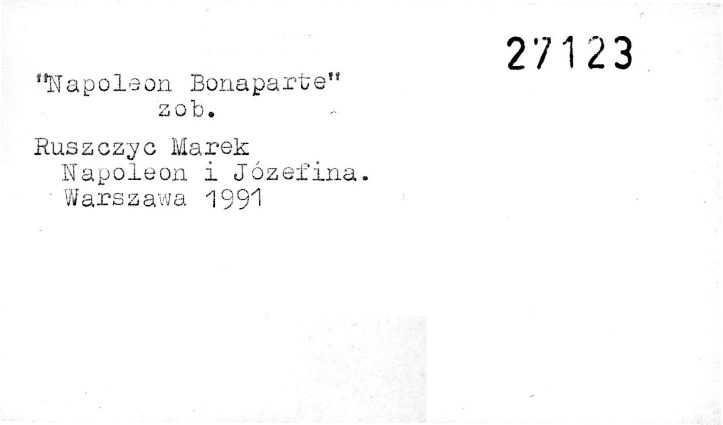 27123
"Napoleon Bonaparte"
zob.
Ruszczyc Marek
Napoleon i Józefina.
Warszawa 1991